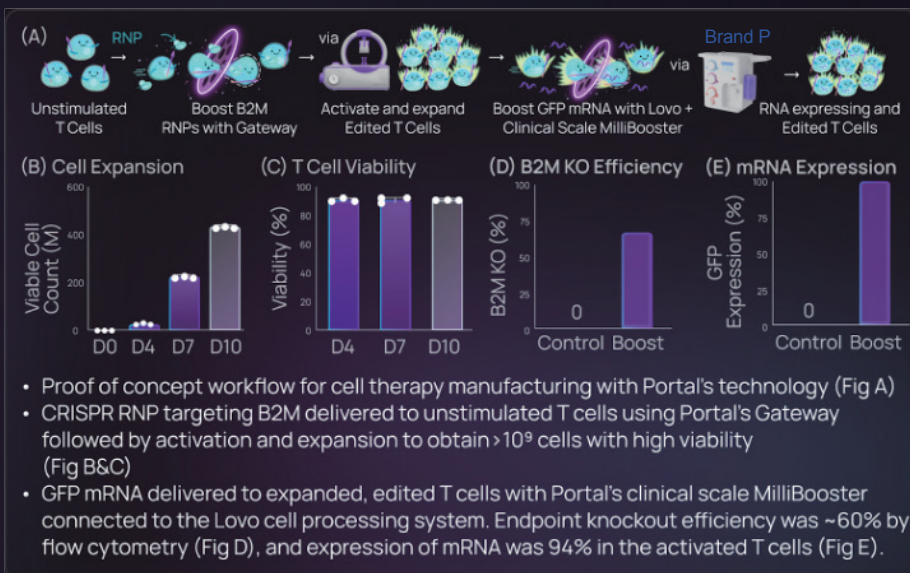 (A)
RNP
via
via
Brand P
Unstimulated
T Cells
Boost B2M
RNPs with Gateway
Activate and expand
Edited T Cells
Boost GFP mRNA with Lovo +
Clinical Scale MilliBooster
RNA expressing and
Edited T Cells
(B) Cell Expansion
Viable Cell
Count (M)
600
400
200
0
D0 D4 D7 D10
(C) T Cell Viability
Viability (%)
100
80
60
40
20
0
D4 D7 D10
(D) B2M KO Efficiency
B2M KO (%)
100
75
50
25
0
0
Control Boost
(E) mRNA Expression
GFP
Expression (%)
100
75
50
25
0
0
Control Boost
• Proof of concept workflow for cell therapy manufacturing with Portal's technology (Fig A)
• CRISPR RNP targeting B2M delivered to unstimulated T cells using Portal's Gateway
followed by activation and expansion to obtain >10⁹ cells with high viability
(Fig B&C)
• GFP mRNA delivered to expanded, edited T cells with Portal's clinical scale MilliBooster
connected to the Lovo cell processing system. Endpoint knockout efficiency was ~60% by
flow cytometry (Fig D), and expression of mRNA was 94% in the activated T cells (Fig E).